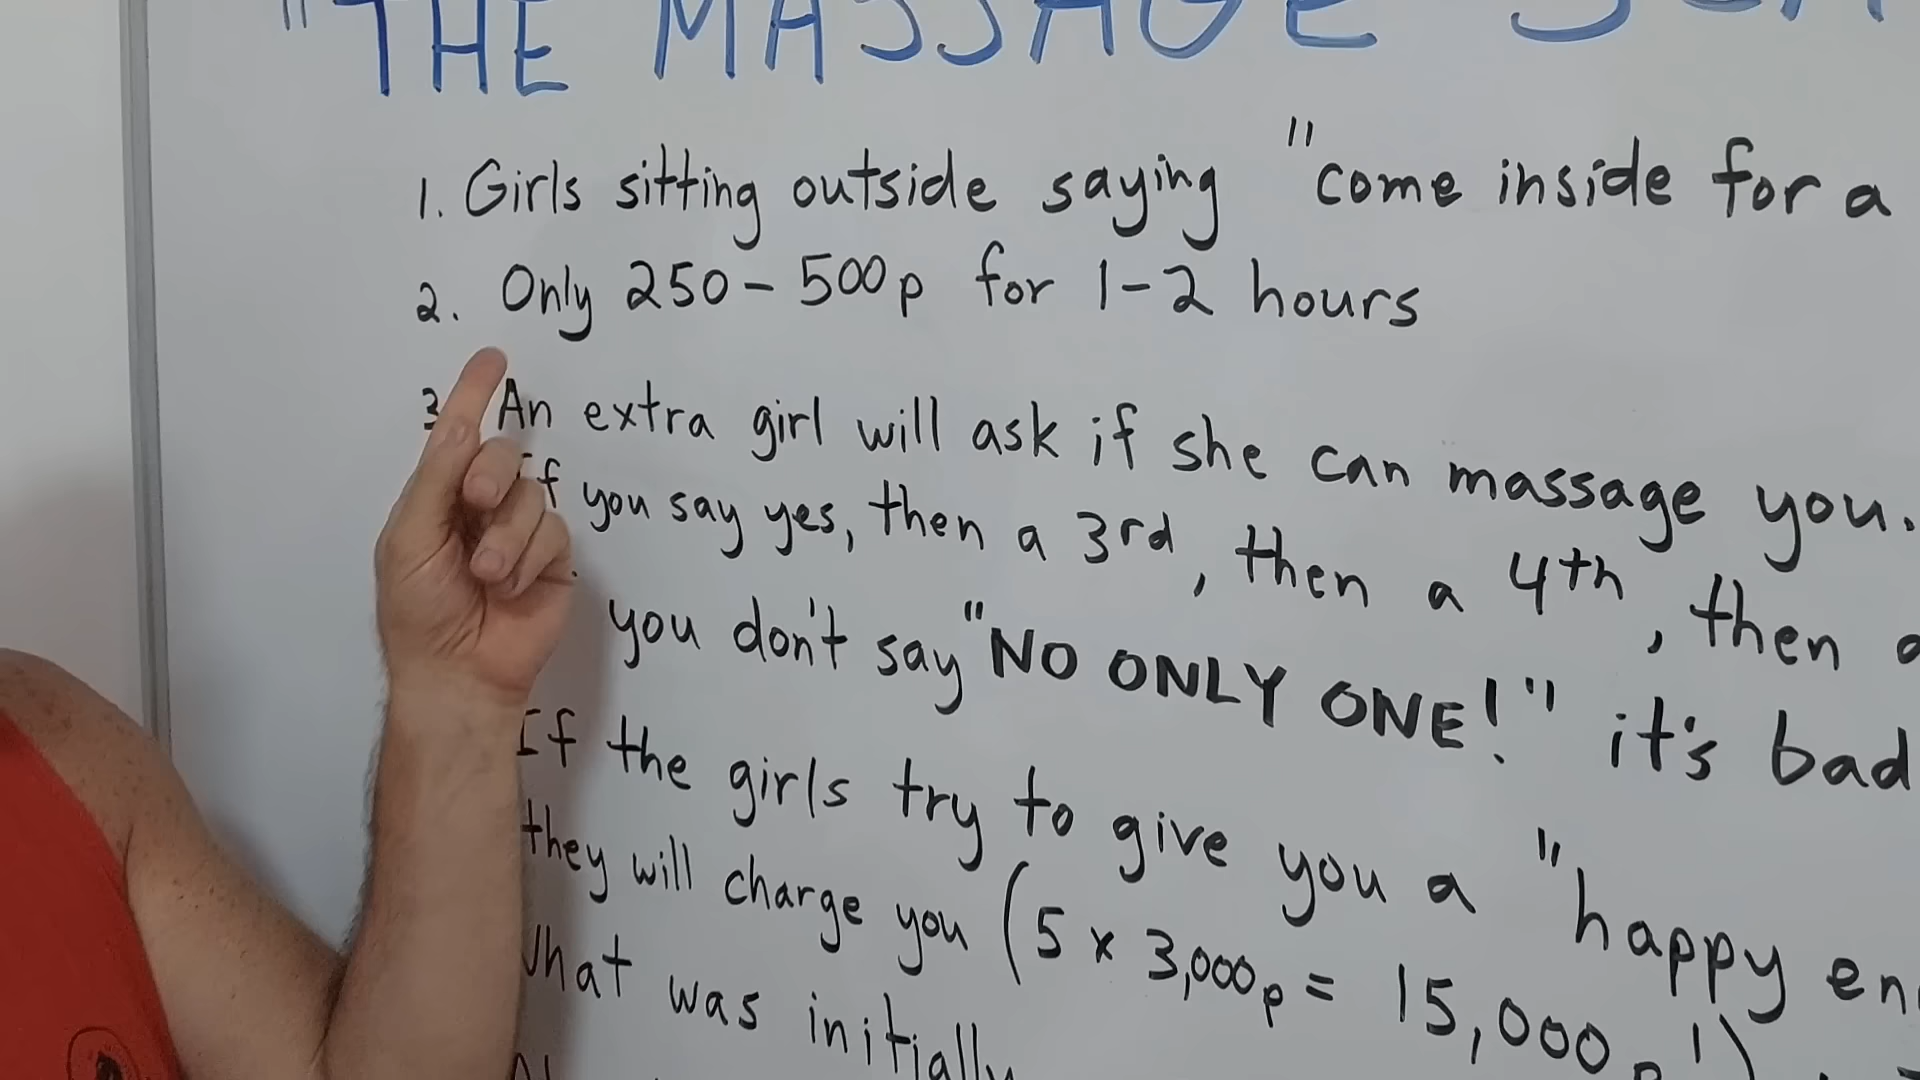 "THE MASSAGE
1. Girls sitting outside saying "come inside for a
2. Only 250-500p for 1-2 hours
3 An extra girl will ask if she can massage you.
If you say yes, then a 3rd, then a 4th, then
you don't say "NO ONLY ONE!" it's bad
If the girls try to give you a "happy
they will charge you (5 x 3,000p = 15,000p!)
What was initially